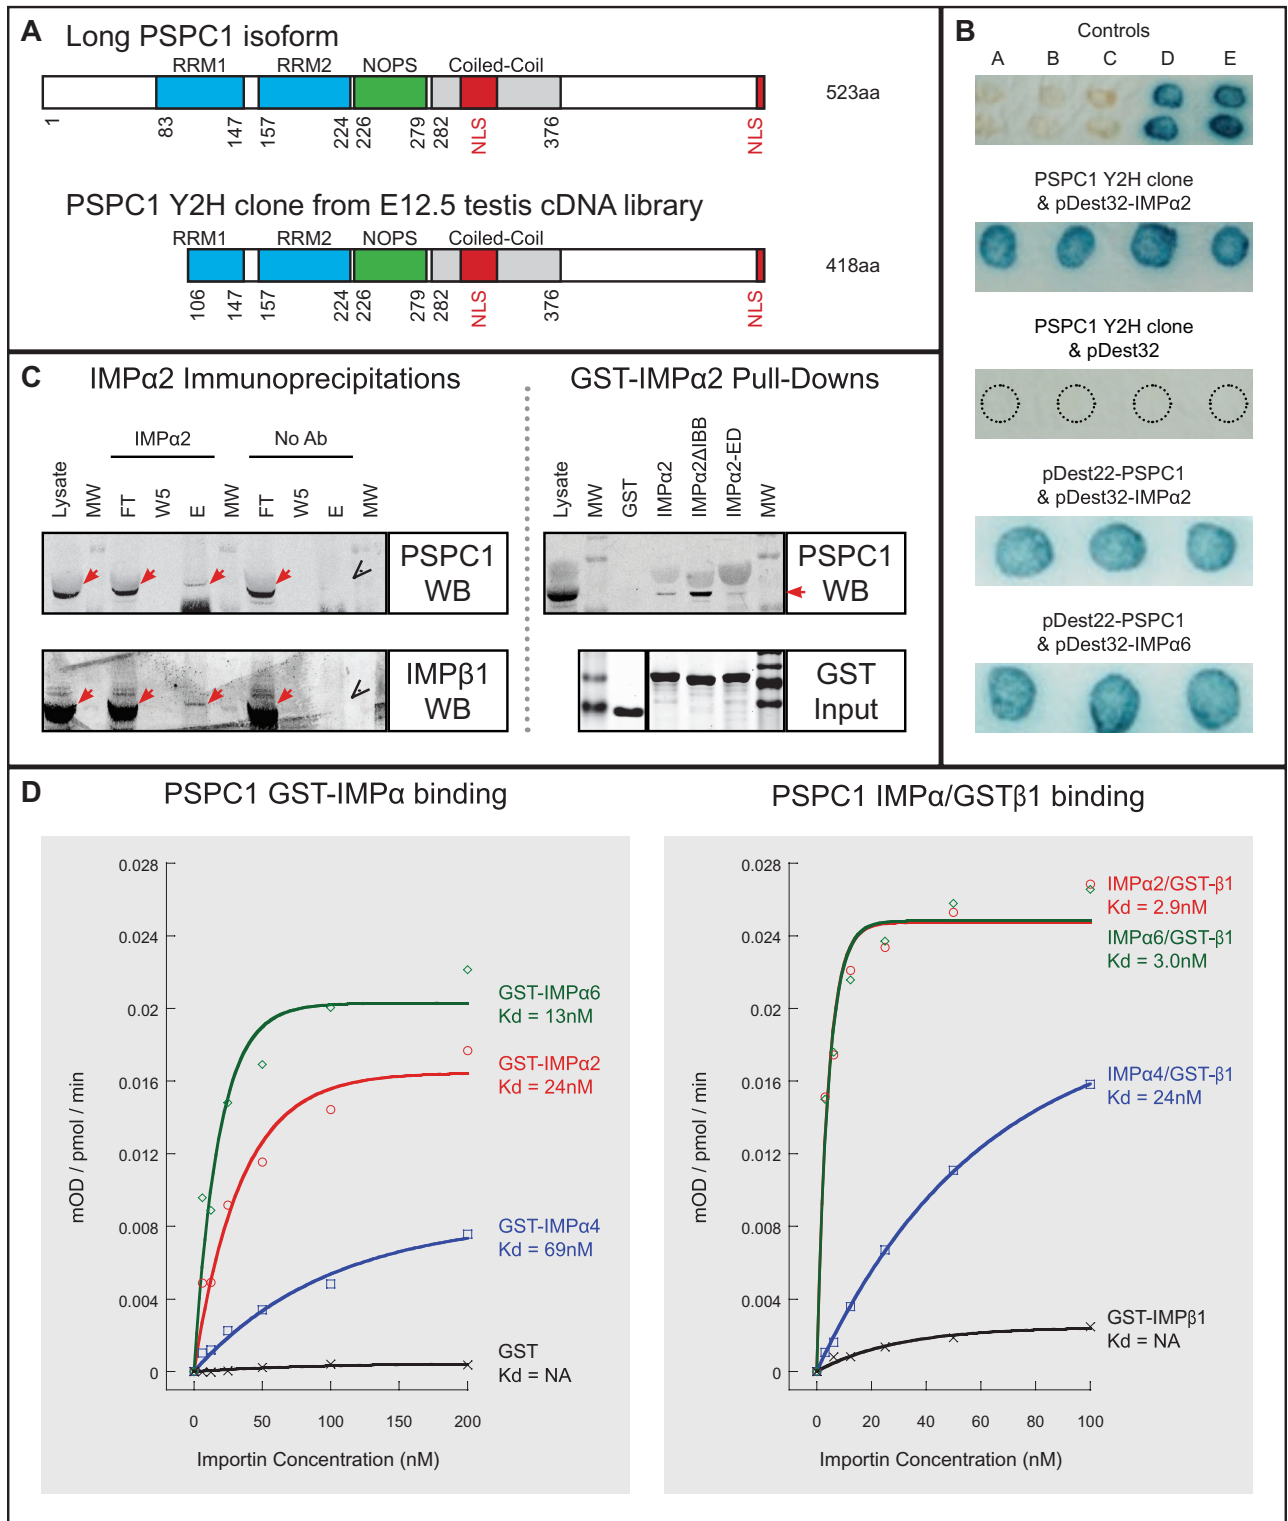 A
Long PSPC1 isoform
RRM1 RRM2 NOPS Coiled-Coil
523aa
1 83 147 157 224 226 279 282 NLS 376 NLS
PSPC1 Y2H clone from E12.5 testis cDNA library
RRM1 RRM2 NOPS Coiled-Coil
418aa
106 147 157 224 226 279 282 NLS 376 NLS
B
Controls
A B C D E
PSPC1 Y2H clone
& pDest32-IMPα2
PSPC1 Y2H clone
& pDest32
pDest22-PSPC1
& pDest32-IMPα2
pDest22-PSPC1
& pDest32-IMPα6
C
IMPα2 Immunoprecipitations
IMPα2 No Ab
Lysate MW FT W5 E MW FT W5 E MW
PSPC1
WB
IMPβ1
WB
GST-IMPα2 Pull-Downs
Lysate MW GST IMPα2 IMPα2ΔIBB IMPα2-ED MW
PSPC1
WB
GST
Input
D
PSPC1 GST-IMPα binding
0.028
0.024
0.02
0.016
0.012
0.008
0.004
0
mOD / pmol / min
GST-IMPα6
Kd = 13nM
GST-IMPα2
Kd = 24nM
GST-IMPα4
Kd = 69nM
GST
Kd = NA
0 50 100 150 200
Importin Concentration (nM)
PSPC1 IMPα/GSTβ1 binding
0.028
0.024
0.02
0.016
0.012
0.008
0.004
0
mOD / pmol / min
IMPα2/GST-β1
Kd = 2.9nM
IMPα6/GST-β1
Kd = 3.0nM
IMPα4/GST-β1
Kd = 24nM
GST-IMPβ1
Kd = NA
0 20 40 60 80 100
Importin Concentration (nM)